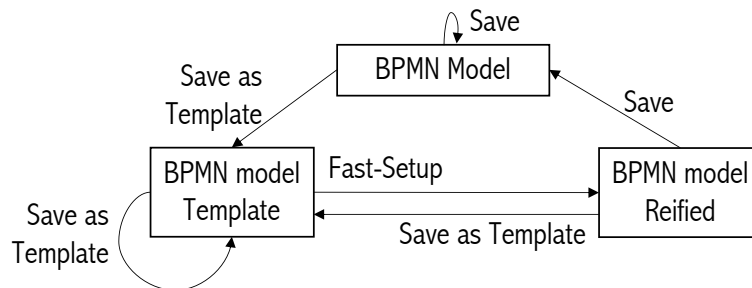 Save
BPMN Model
Save as
Template
Save
BPMN model
Template
Fast-Setup
BPMN model
Reified
Save as
Template
Save as Template